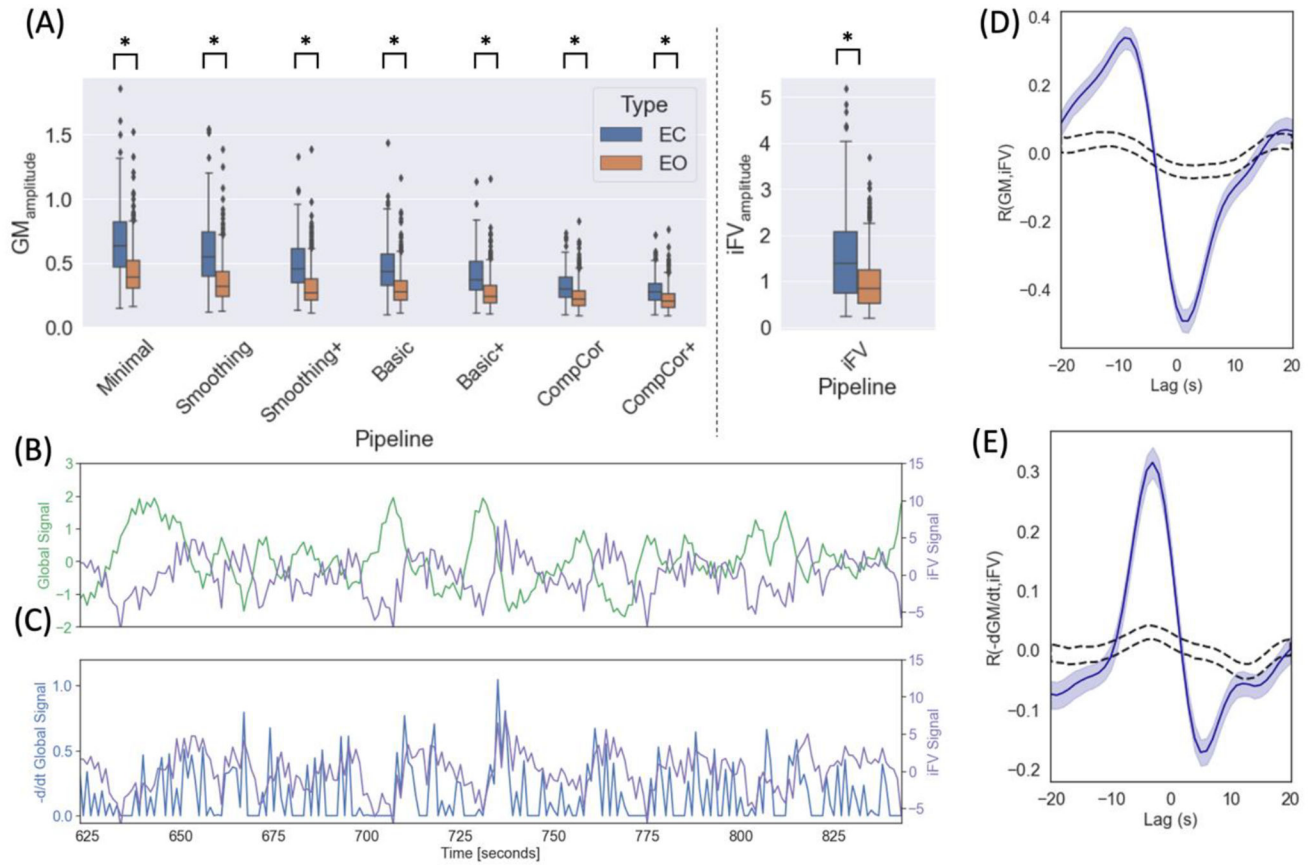 (A)
* * * * * * * *
GM amplitude
1.5
1.0
0.5
0.0
Type
EC
EO
Minimal
Smoothing
Smoothing+
Basic
Basic+
CompCor
CompCor+
Pipeline
iFV amplitude
5
4
3
2
1
0
iFV
Pipeline
(D)
R(GM,iFV)
0.4
0.2
0.0
−0.2
−0.4
−20 −10 0 10 20
Lag (s)
(B)
Global Signal
3
2
1
0
−1
−2
15
10
5
0
−5
iFV Signal
(C)
-d/dt Global Signal
1.0
0.5
0.0
15
10
5
0
−5
iFV Signal
625 650 675 700 725 750 775 800 825
Time [seconds]
(E)
R(-dGM/dt,iFV)
0.3
0.2
0.1
0.0
−0.1
−0.2
−20 −10 0 10 20
Lag (s)